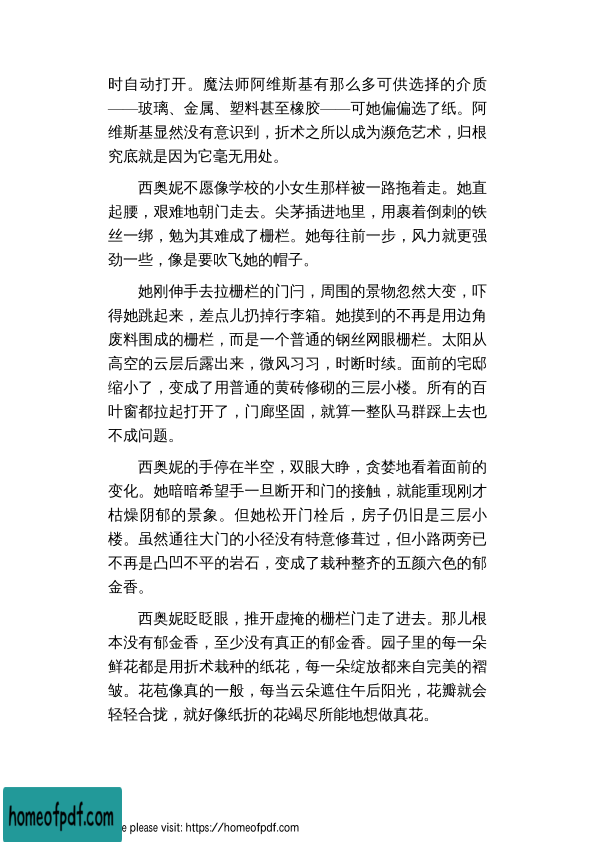 时自动打开。魔法师阿维斯基有那么多可供选择的介质
——玻璃、金属、塑料甚至橡胶——可她偏偏选了纸。阿
维斯基显然没有意识到，折术之所以成为濒危艺术，归根
究底就是因为它毫无用处。
西奥妮不愿像学校的小女生那样被一路拖着走。她直
起腰，艰难地朝门走去。尖茅插进地里，用裹着倒刺的铁
丝一绑，勉为其难成了栅栏。她每往前一步，风力就更强
劲一些，像是要吹飞她的帽子。
她刚伸手去拉栅栏的门闩，周围的景物忽然大变，吓
得她跳起来，差点儿扔掉行李箱。她摸到的不再是用边角
废料围成的栅栏，而是一个普通的钢丝网眼栅栏。太阳从
高空的云层后露出来，微风习习，时断时续。面前的宅邸
缩小了，变成了用普通的黄砖修砌的三层小楼。所有的百
叶窗都拉起打开了，门廊坚固，就算一整队马群踩上去也
不成问题。
西奥妮的手停在半空，双眼大睁，贪婪地看着面前的
变化。她暗暗希望手一旦断开和门的接触，就能重现刚才
枯燥阴郁的景象。但她松开门栓后，房子仍旧是三层小
楼。虽然通往大门的小径没有特意修葺过，但小路两旁已
不再是凸凹不平的岩石，变成了栽种整齐的五颜六色的郁
金香。
西奥妮眨眨眼，推开虚掩的栅栏门走了进去。那儿根
本没有郁金香，至少没有真正的郁金香。园子里的每一朵
鲜花都是用折术栽种的纸花，每一朵绽放都来自完美的褶
皱。花苞像真的一般，每当云朵遮住午后阳光，花瓣就会
轻轻合拢，就好像纸折的花竭尽所能地想做真花。
homeofpdf.com
please visit: https://homeofpdf.com